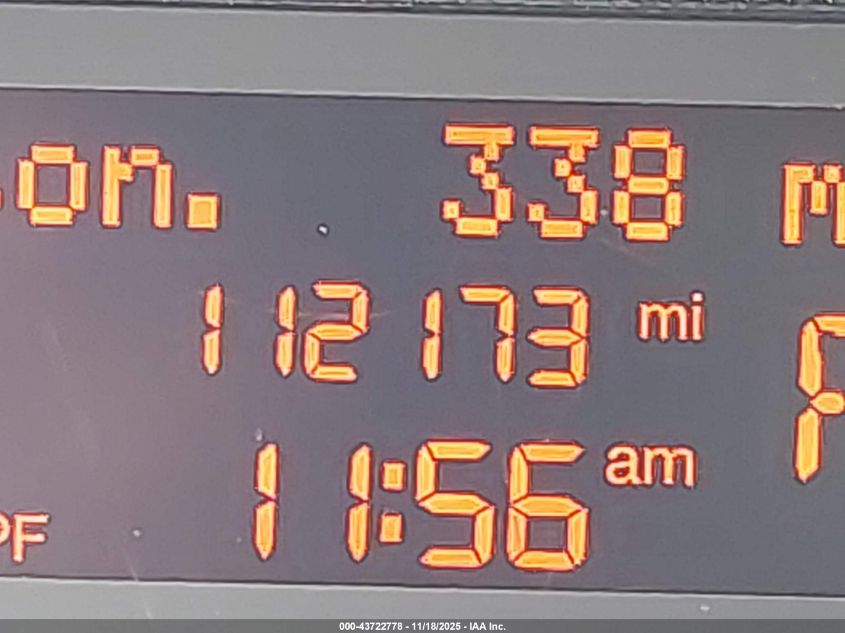 on. 338 m
112173 mi
11:56 am
°F
000-43722778 - 11/18/2025 - IAA Inc.